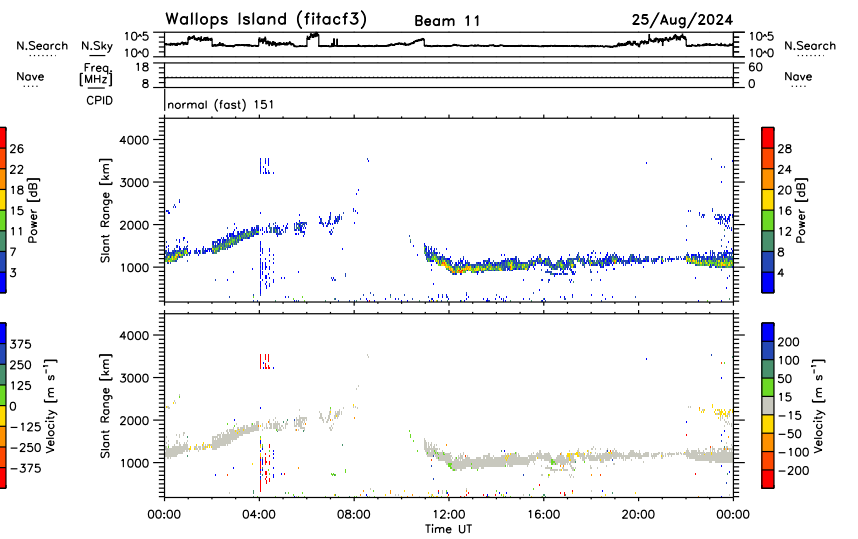 Wallops Island (fitacf3) Beam 11 25/Aug/2024
N.Search N.Sky 10^5 10^0 10^5 10^0 N.Search
Nave Freq. [MHz] 18 8 60 0 Nave
CPID normal (fast) 151
Slant Range [km] 4000 3000 2000 1000
26 22 18 15 11 7 3 Power [dB]
28 24 20 16 12 8 4 Power [dB]
Slant Range [km] 4000 3000 2000 1000
375 250 125 0 −125 −250 −375 Velocity [m s⁻¹]
200 100 50 15 −15 −50 −100 −200 Velocity [m s⁻¹]
00:00 04:00 08:00 12:00 16:00 20:00 00:00
Time UT